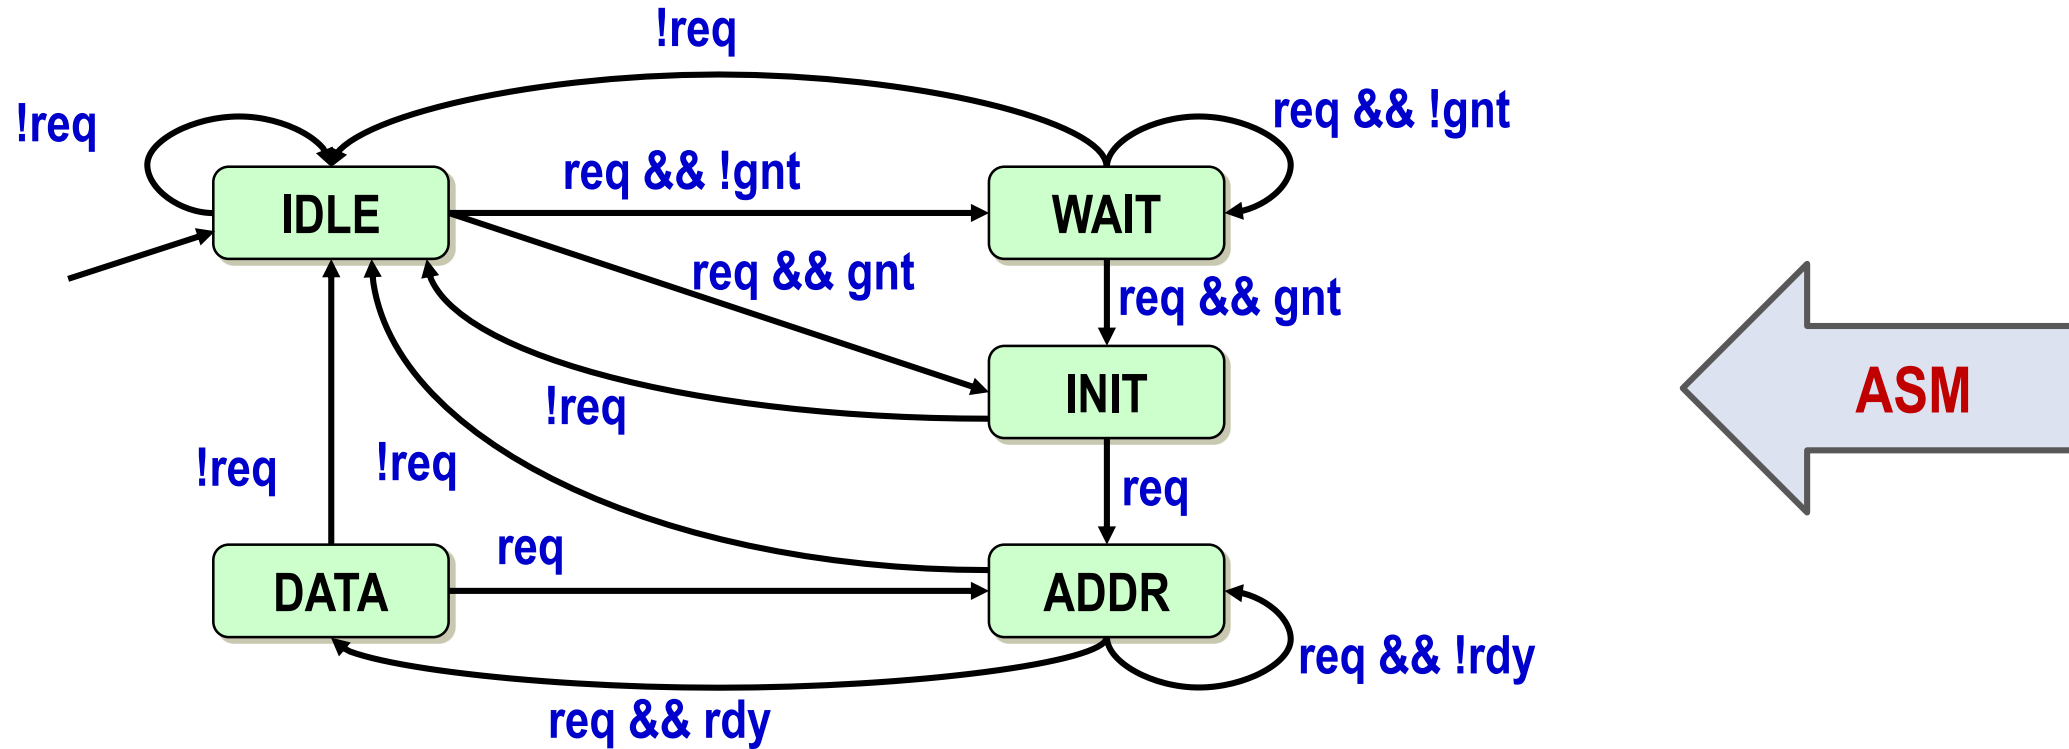 !req
!req
req && !gnt
req && !gnt
IDLE
WAIT
req && gnt
req && gnt
INIT
ASM
!req
!req
!req
req
req
DATA
ADDR
req && !rdy
req && rdy